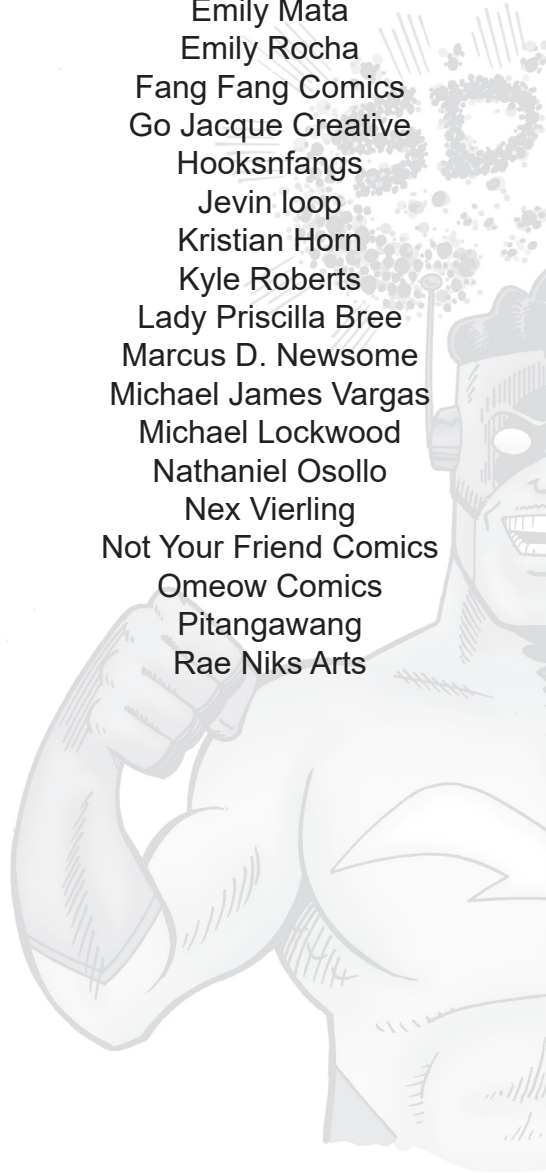 Emily Mata
Emily Rocha
Fang Fang Comics
Go Jacque Creative
Hooksnfangs
Jevin loop
Kristian Horn
Kyle Roberts
Lady Priscilla Bree
Marcus D. Newsome
Michael James Vargas
Michael Lockwood
Nathaniel Osollo
Nex Vierling
Not Your Friend Comics
Omeow Comics
Pitangawang
Rae Niks Arts